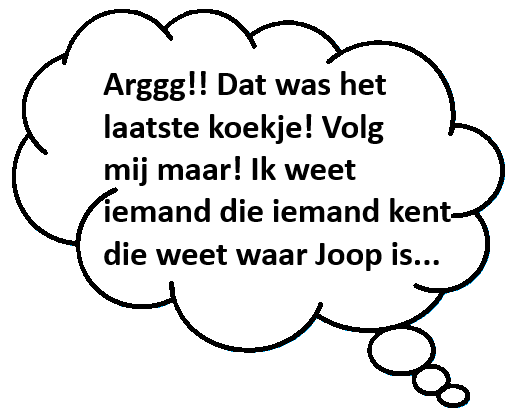 Arggg!! Dat was het
laatste koekje! Volg
mij maar! Ik weet
iemand die iemand kent
die weet waar Joop is...